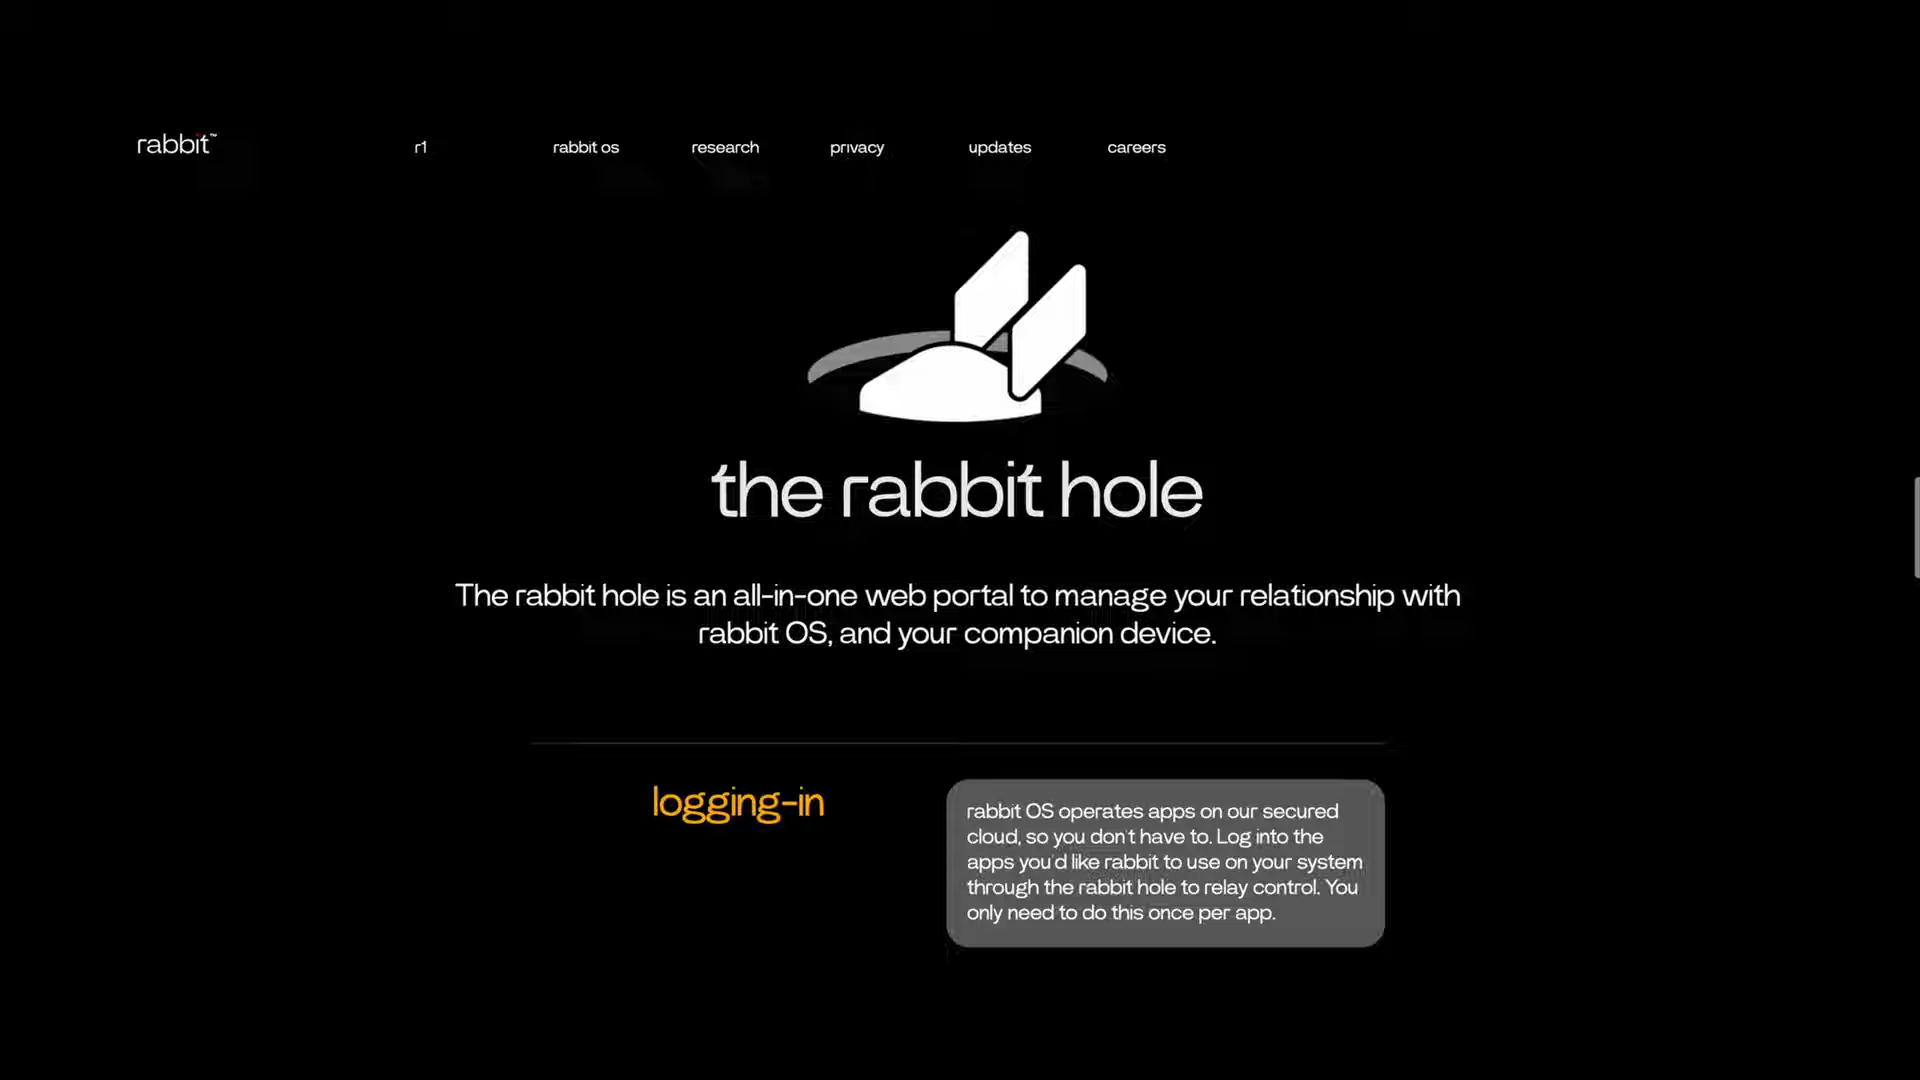 rabbit™
r1
rabbit os
research
privacy
updates
careers
the rabbit hole
The rabbit hole is an all-in-one web portal to manage your relationship with
rabbit OS, and your companion device.
logging-in
rabbit OS operates apps on our secured
cloud, so you don't have to. Log into the
apps you'd like rabbit to use on your system
through the rabbit hole to relay control. You
only need to do this once per app.